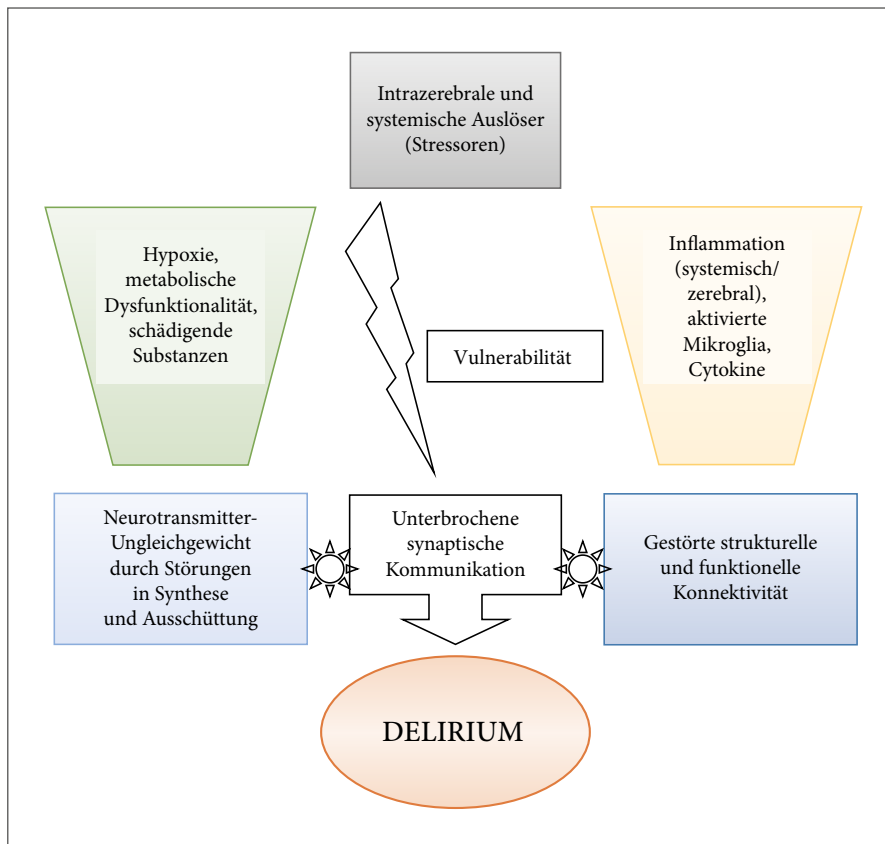 Intrazerebrale und
systemische Auslöser
(Stressoren)
Hypoxie,
metabolische
Dysfunktionalität,
schädigende
Substanzen
Vulnerabilität
Inflammation
(systemisch/
zerebral),
aktivierte
Mikroglia,
Cytokine
Neurotransmitter-
Ungleichgewicht
durch Störungen
in Synthese
und Ausschüttung
Unterbrochene
synaptische
Kommunikation
Gestörte strukturelle
und funktionelle
Konnektivität
DELIRIUM